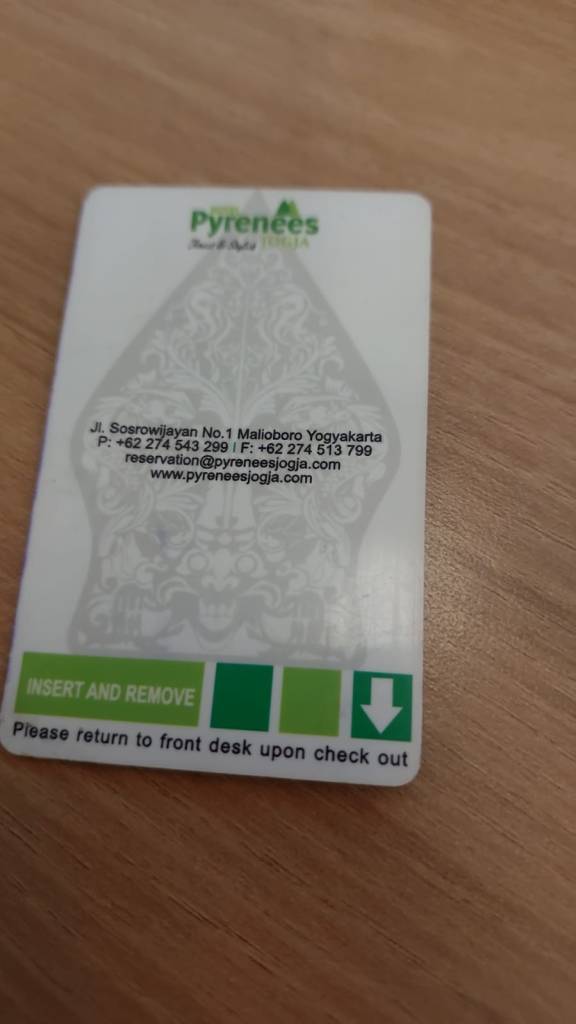 Pyrenees
JOGJA
Jl. Sosrowijayan No.1 Malioboro Yogyakarta
P: +62 274 543 299 | F: +62 274 513 799
reservation@pyreneesjogja.com
www.pyreneesjogja.com
INSERT AND REMOVE
Please return to front desk upon check out